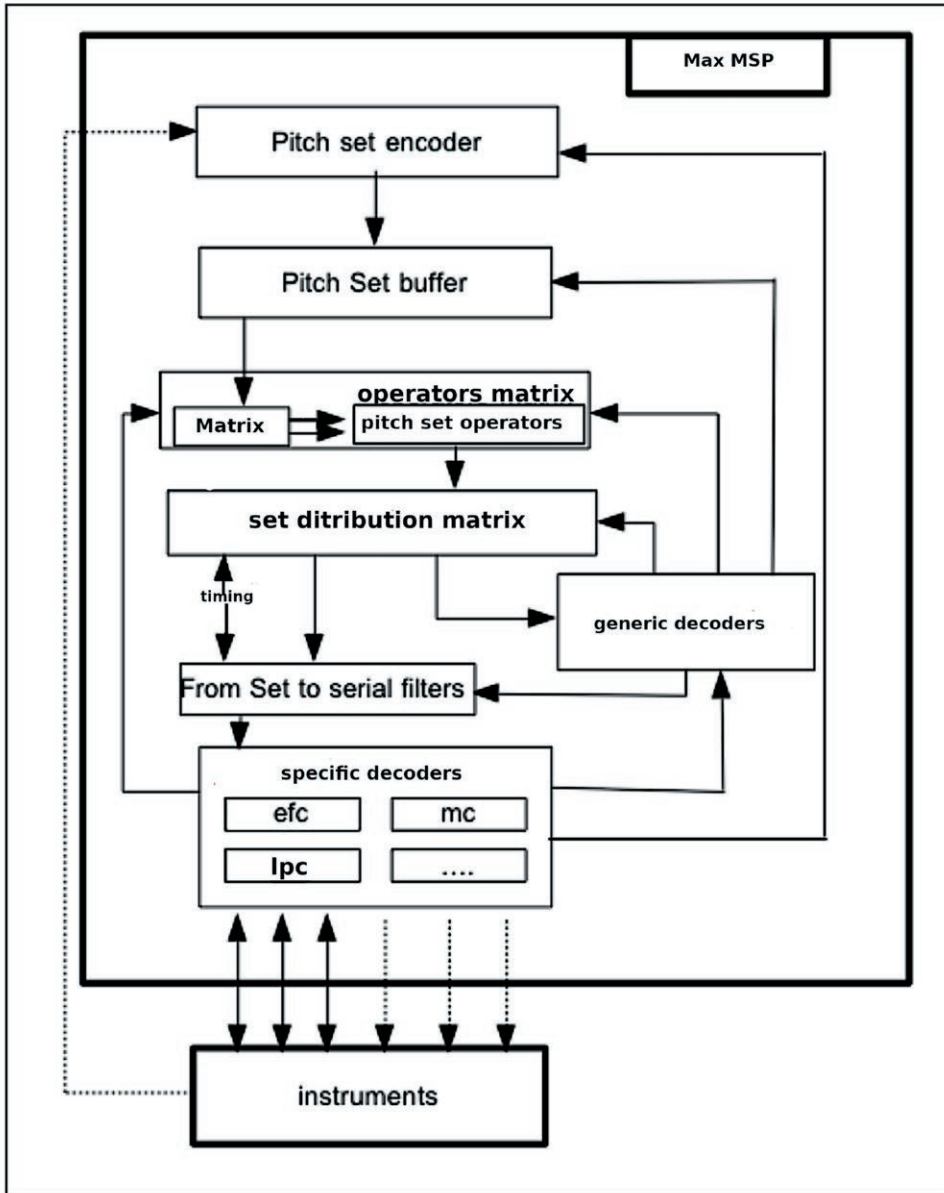 Max MSP
Pitch set encoder
Pitch Set buffer
operators matrix
Matrix
pitch set operators
set ditribution matrix
timing
generic decoders
From Set to serial filters
specific decoders
efc
mc
lpc
....
instruments